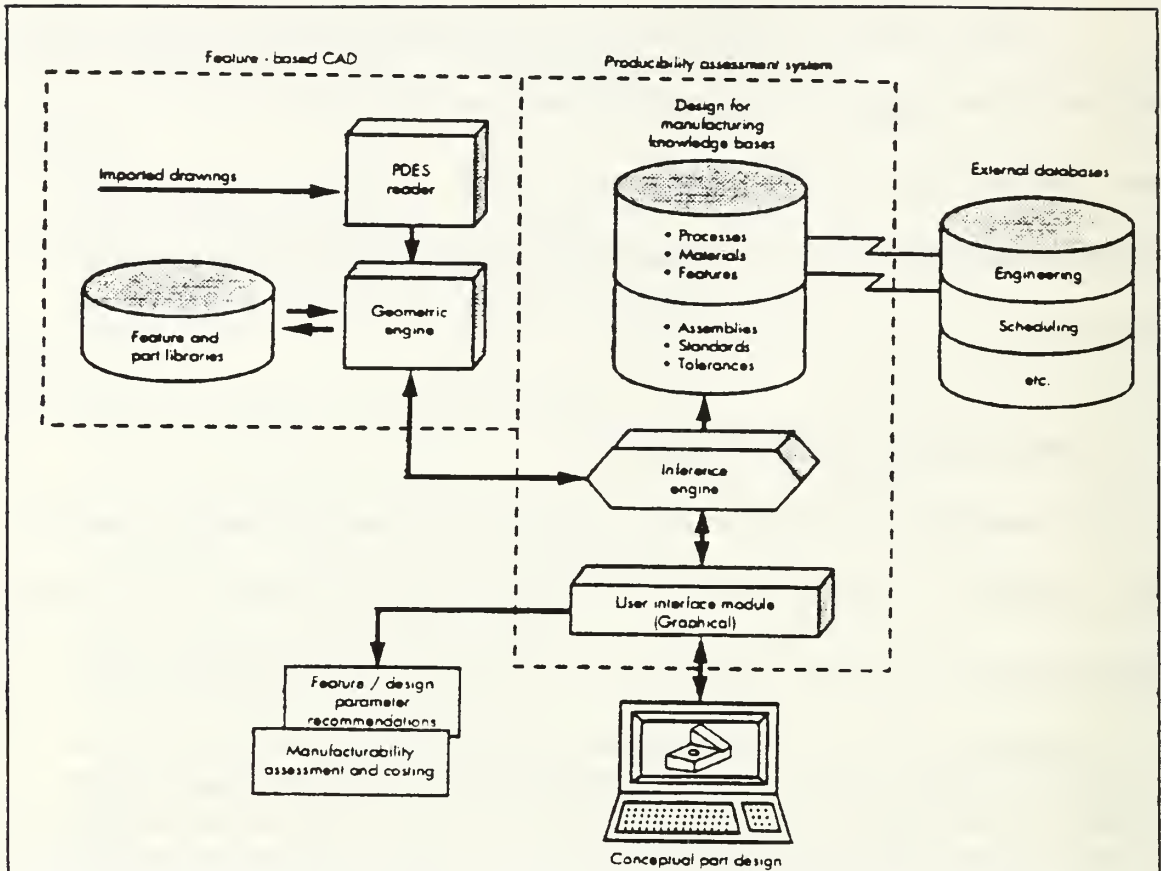 Feature - based CAD
Producibility assessment system
Imported drawings
PDES
reader
Feature and
part libraries
Geometric
engine
Design for
manufacturing
knowledge bases
• Processes
• Materials
• Features
• Assemblies
• Standards
• Tolerances
External databases
Engineering
Scheduling
etc.
Inference
engine
User interface module
(Graphical)
Feature / design
parameter
recommendations
Manufacturability
assessment and costing
Conceptual part design